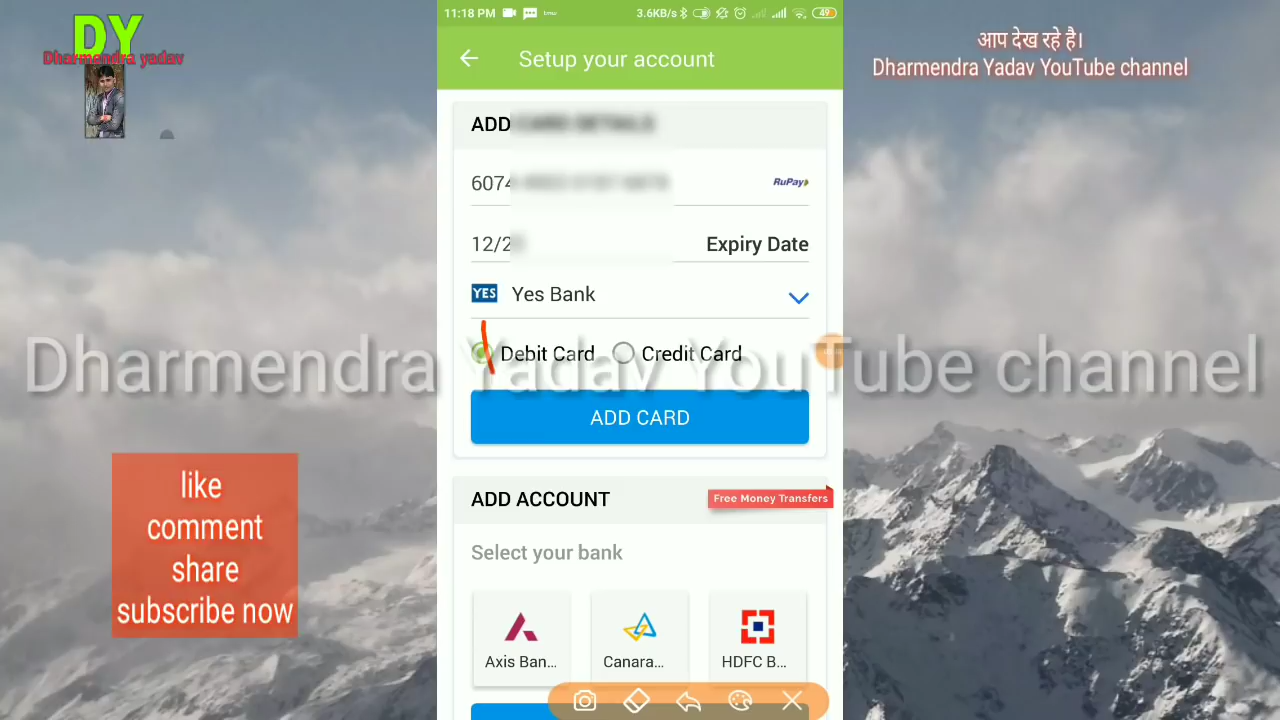 DY
Dharmendra yadav
आप देख रहे है।
Dharmendra Yadav YouTube channel
11:18 PM
3.6KB/s
49
Setup your account
ADD
6074
RuPay
12/2
Expiry Date
YES
Yes Bank
Debit Card
Credit Card
Dharmendra Yadav YouTube channel
ADD CARD
ADD ACCOUNT
Free Money Transfers
Select your bank
Axis Ban...
Canara...
HDFC B...
like
comment
share
subscribe now